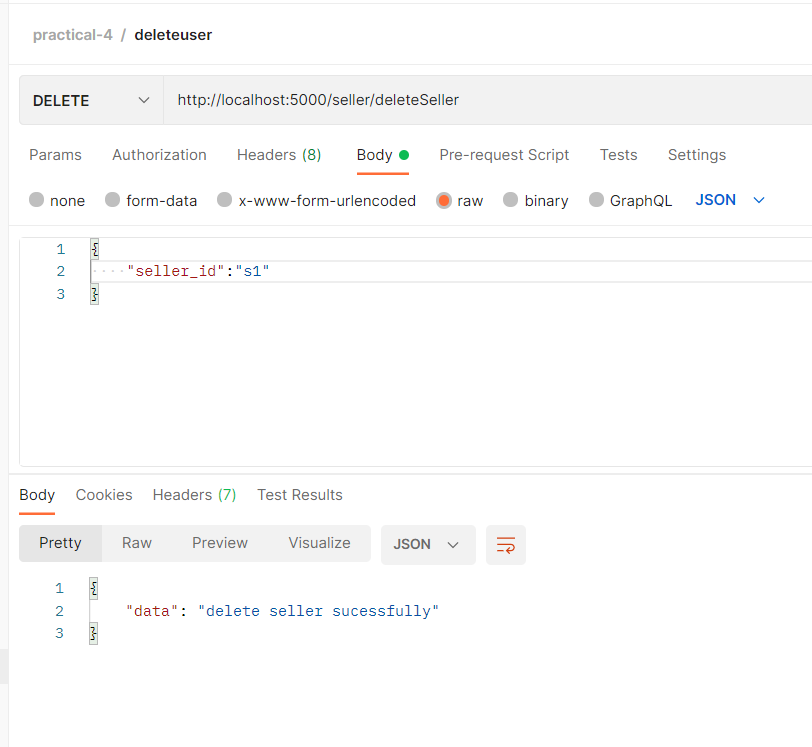 practical-4 / deleteuser
DELETE http://localhost:5000/seller/deleteSeller
Params Authorization Headers (8) Body Pre-request Script Tests Settings
none form-data x-www-form-urlencoded raw binary GraphQL JSON
1 {
2 ····"seller_id":"s1"
3 }
Body Cookies Headers (7) Test Results
Pretty Raw Preview Visualize JSON
1 {
2 "data": "delete seller sucessfully"
3 }